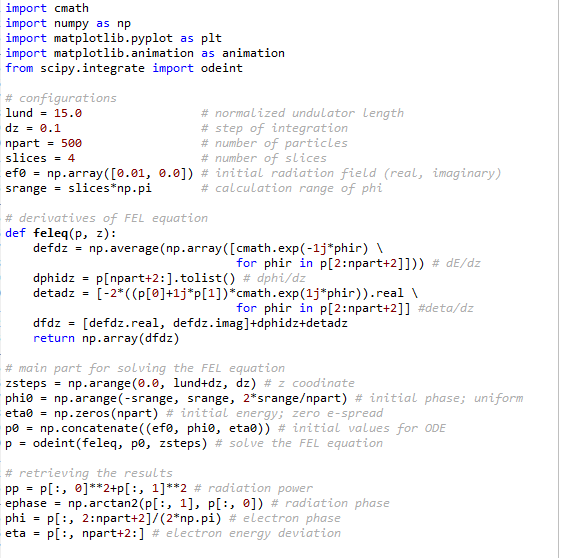 import cmath
import numpy as np
import matplotlib.pyplot as plt
import matplotlib.animation as animation
from scipy.integrate import odeint

# configurations
lund = 15.0 # normalized undulator length
dz = 0.1 # step of integration
npart = 500 # number of particles
slices = 4 # number of slices
ef0 = np.array([0.01, 0.0]) # initial radiation field (real, imaginary)
srange = slices*np.pi # calculation range of phi

# derivatives of FEL equation
def feleq(p, z):
    defdz = np.average(np.array([cmath.exp(-1j*phir) \
                                  for phir in p[2:npart+2]])) # dE/dz
    dphidz = p[npart+2:].tolist() # dphi/dz
    detadz = [-2*((p[0]+1j*p[1])*cmath.exp(1j*phir)).real \
                                  for phir in p[2:npart+2]] #deta/dz
    dfdz = [defdz.real, defdz.imag]+dphidz+detadz
    return np.array(dfdz)

# main part for solving the FEL equation
zsteps = np.arange(0.0, lund+dz, dz) # z coodinate
phi0 = np.arange(-srange, srange, 2*srange/npart) # initial phase; uniform
eta0 = np.zeros(npart) # initial energy; zero e-spread
p0 = np.concatenate((ef0, phi0, eta0)) # initial values for ODE
p = odeint(feleq, p0, zsteps) # solve the FEL equation

# retrieving the results
pp = p[:, 0]**2+p[:, 1]**2 # radiation power
ephase = np.arctan2(p[:, 1], p[:, 0]) # radiation phase
phi = p[:, 2:npart+2]/(2*np.pi) # electron phase
eta = p[:, npart+2:] # electron energy deviation